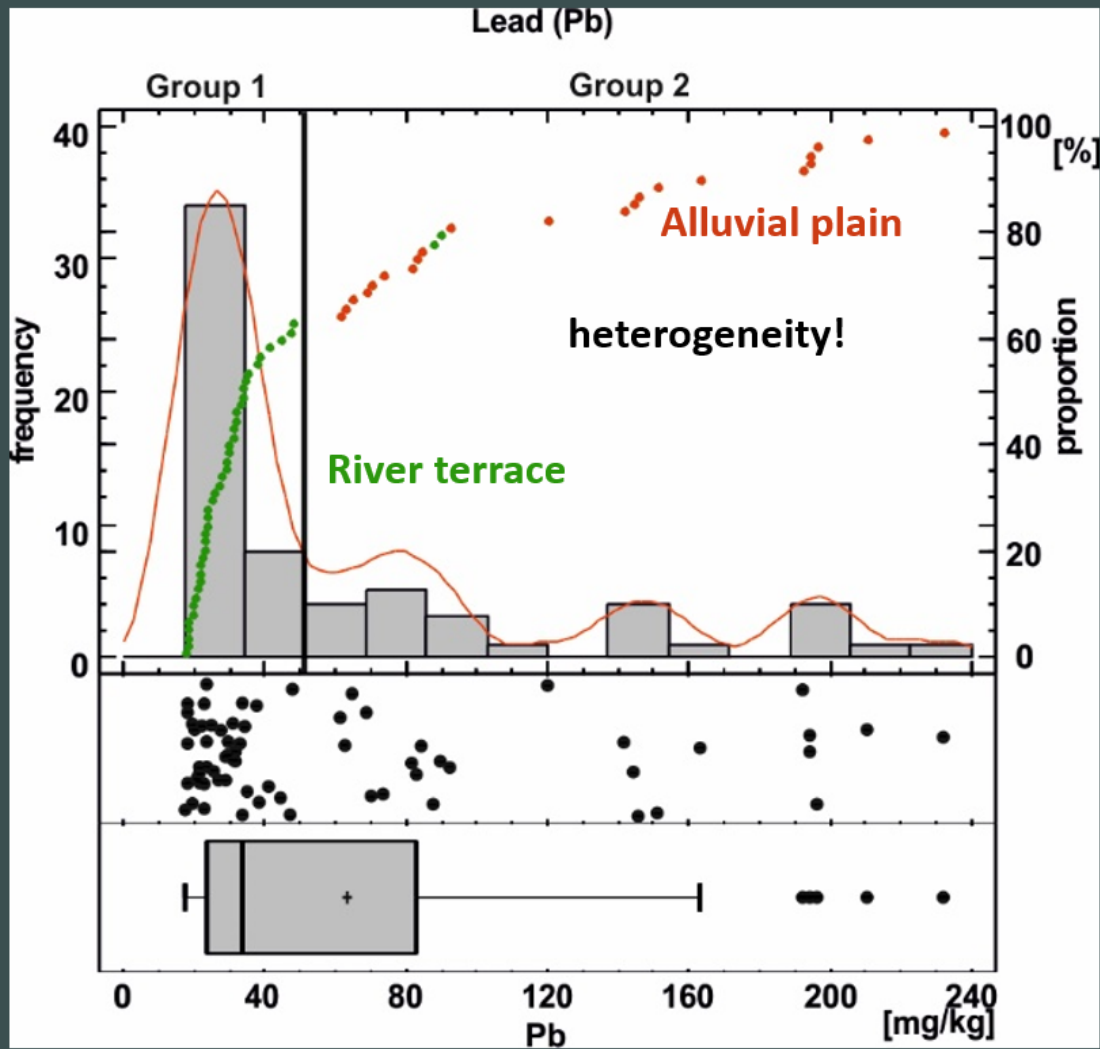 Lead (Pb)
Group 1
Group 2
40
100
[%]
Alluvial plain
80
30
heterogeneity!
60
frequency
proportion
20
River terrace
40
10
20
0
0
0
40
80
120
160
200
240
Pb
[mg/kg]